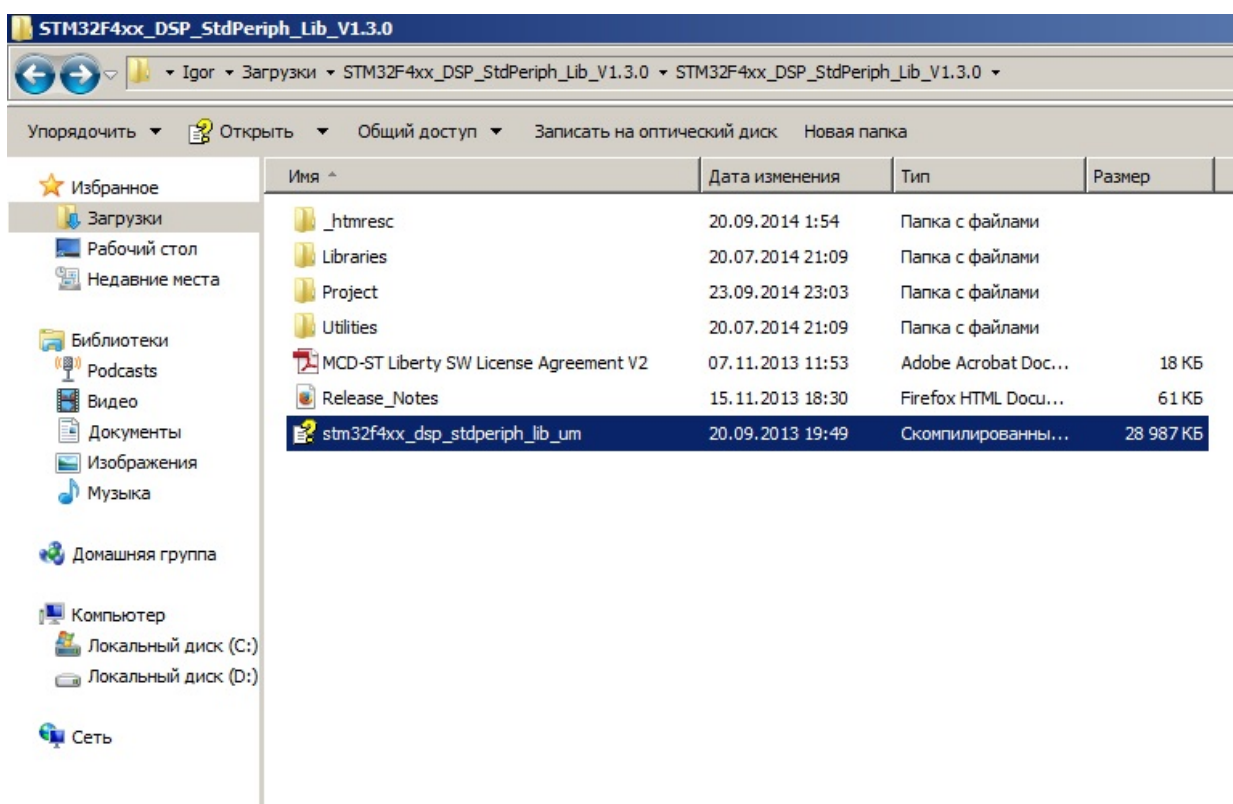 STM32F4xx_DSP_StdPeriph_Lib_V1.3.0
Igor Загрузки STM32F4xx_DSP_StdPeriph_Lib_V1.3.0 STM32F4xx_DSP_StdPeriph_Lib_V1.3.0
Упорядочить Открыть Общий доступ Записать на оптический диск Новая папка
Избранное
Загрузки
Рабочий стол
Недавние места
Библиотеки
Podcasts
Видео
Документы
Изображения
Музыка
Домашняя группа
Компьютер
Локальный диск (C:)
Локальный диск (D:)
Сеть
Имя Дата изменения Тип Размер
_htmresc 20.09.2014 1:54 Папка с файлами
Libraries 20.07.2014 21:09 Папка с файлами
Project 23.09.2014 23:03 Папка с файлами
Utilities 20.07.2014 21:09 Папка с файлами
MCD-ST Liberty SW License Agreement V2 07.11.2013 11:53 Adobe Acrobat Doc... 18 КБ
Release_Notes 15.11.2013 18:30 Firefox HTML Docu... 61 КБ
stm32f4xx_dsp_stdperiph_lib_um 20.09.2013 19:49 Скомпилированны... 28 987 КБ